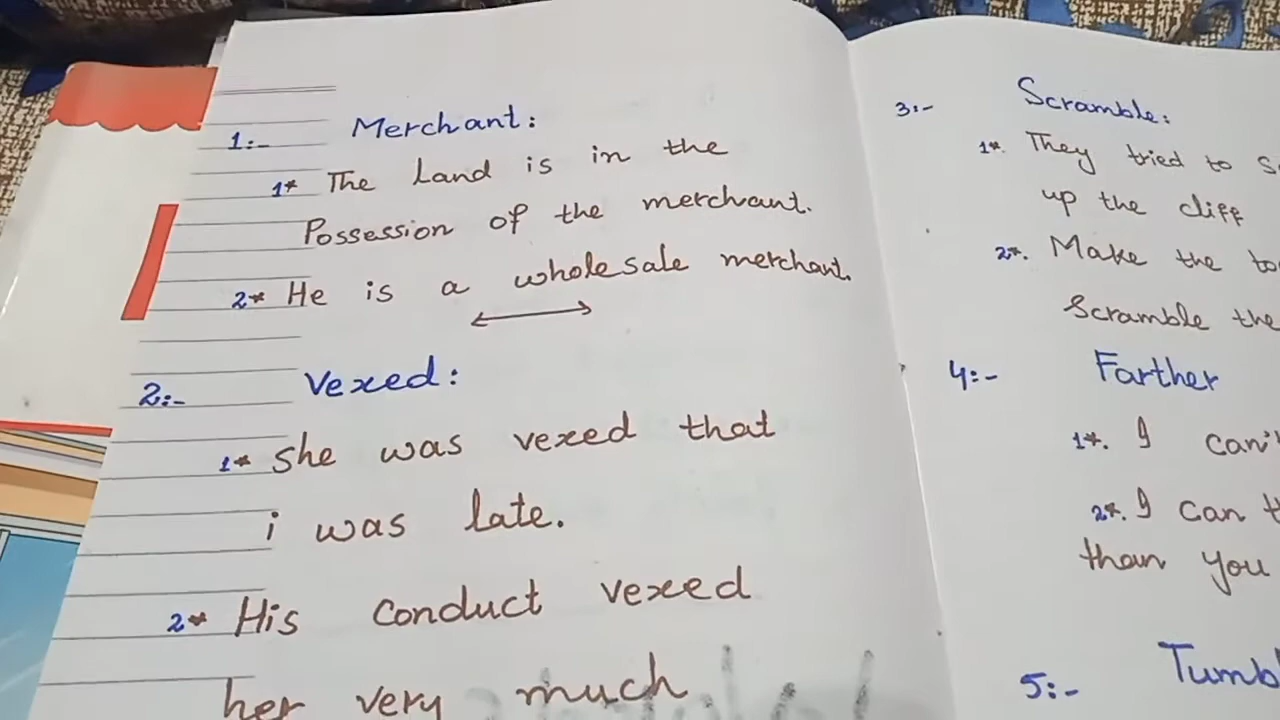 1:- Merchant:
1* The Land is in the
Possession of the merchant.
2* He is a wholesale merchant.
2:- Vexed:
1* she was vexed that
i was late.
2* His conduct vexed
her very much
3:- Scramble:
1*. They tried to
up the cliff
2*. Make the
Scramble the
4:- Farther
1*. I
2*. I can
than you
5:-